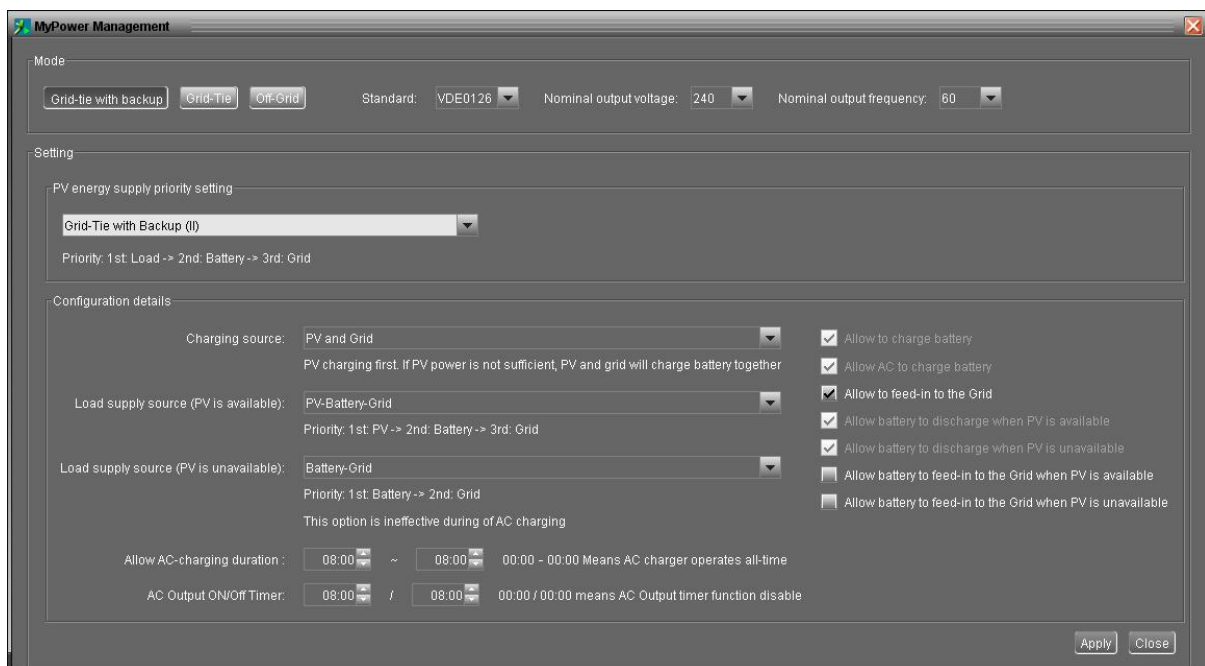 MyPower Management
Mode
Grid-tie with backup Grid-Tie Off-Grid Standard: VDE0126 Nominal output voltage: 240 Nominal output frequency: 60
Setting
PV energy supply priority setting
Grid-Tie with Backup (II)
Priority: 1st: Load -> 2nd: Battery -> 3rd: Grid
Configuration details
Charging source: PV and Grid
PV charging first. If PV power is not sufficient, PV and grid will charge battery together
Load supply source (PV is available): PV-Battery-Grid
Priority: 1st: PV -> 2nd: Battery -> 3rd: Grid
Load supply source (PV is unavailable): Battery-Grid
Priority: 1st: Battery -> 2nd: Grid
This option is ineffective during of AC charging
Allow to charge battery
Allow AC to charge battery
Allow to feed-in to the Grid
Allow battery to discharge when PV is available
Allow battery to discharge when PV is unavailable
Allow battery to feed-in to the Grid when PV is available
Allow battery to feed-in to the Grid when PV is unavailable
Allow AC-charging duration : 08:00 ~ 08:00 00:00 - 00:00 Means AC charger operates all-time
AC Output ON/Off Timer: 08:00 / 08:00 00:00 / 00:00 means AC Output timer function disable
Apply Close